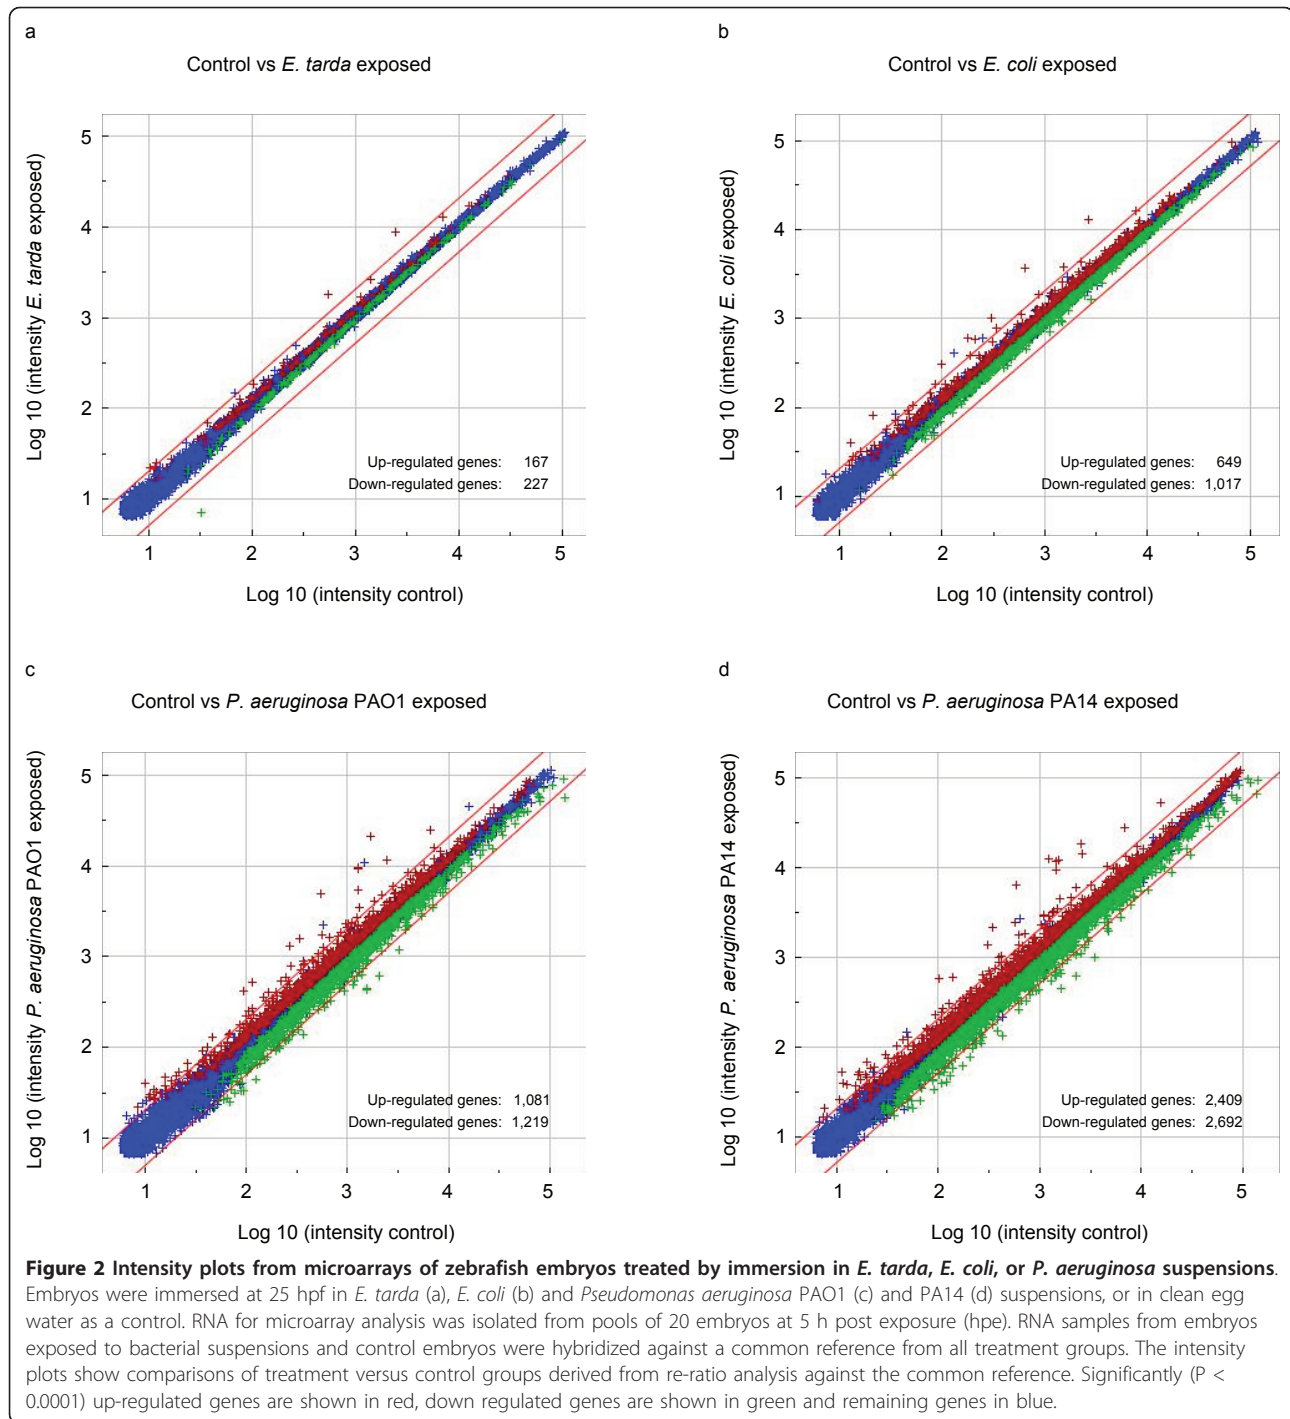 a
Control vs E. tarda exposed
Log 10 (intensity E. tarda exposed)
5
4
3
2
1
Up-regulated genes: 167
Down-regulated genes: 227
1 2 3 4 5
Log 10 (intensity control)
b
Control vs E. coli exposed
Log 10 (intensity E. coli exposed)
5
4
3
2
1
Up-regulated genes: 649
Down-regulated genes: 1,017
1 2 3 4 5
Log 10 (intensity control)
c
Control vs P. aeruginosa PAO1 exposed
Log 10 (intensity P. aeruginosa PAO1 exposed)
5
4
3
2
1
Up-regulated genes: 1,081
Down-regulated genes: 1,219
1 2 3 4 5
Log 10 (intensity control)
d
Control vs P. aeruginosa PA14 exposed
Log 10 (intensity P. aeruginosa PA14 exposed)
5
4
3
2
1
Up-regulated genes: 2,409
Down-regulated genes: 2,692
1 2 3 4 5
Log 10 (intensity control)
Figure 2 Intensity plots from microarrays of zebrafish embryos treated by immersion in E. tarda, E. coli, or P. aeruginosa suspensions.
Embryos were immersed at 25 hpf in E. tarda (a), E. coli (b) and Pseudomonas aeruginosa PAO1 (c) and PA14 (d) suspensions, or in clean egg
water as a control. RNA for microarray analysis was isolated from pools of 20 embryos at 5 h post exposure (hpe). RNA samples from embryos
exposed to bacterial suspensions and control embryos were hybridized against a common reference from all treatment groups. The intensity
plots show comparisons of treatment versus control groups derived from re-ratio analysis against the common reference. Significantly (P <
0.0001) up-regulated genes are shown in red, down regulated genes are shown in green and remaining genes in blue.